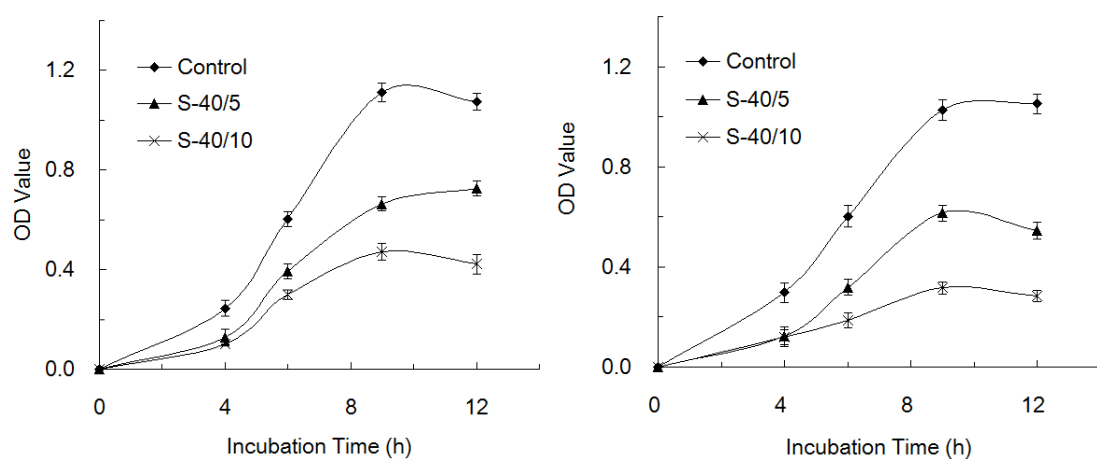 OD Value
1.2
0.8
0.4
0.0
Control
S-40/5
S-40/10
0 4 8 12
Incubation Time (h)
OD Value
1.2
0.8
0.4
0.0
Control
S-40/5
S-40/10
0 4 8 12
Incubation Time (h)